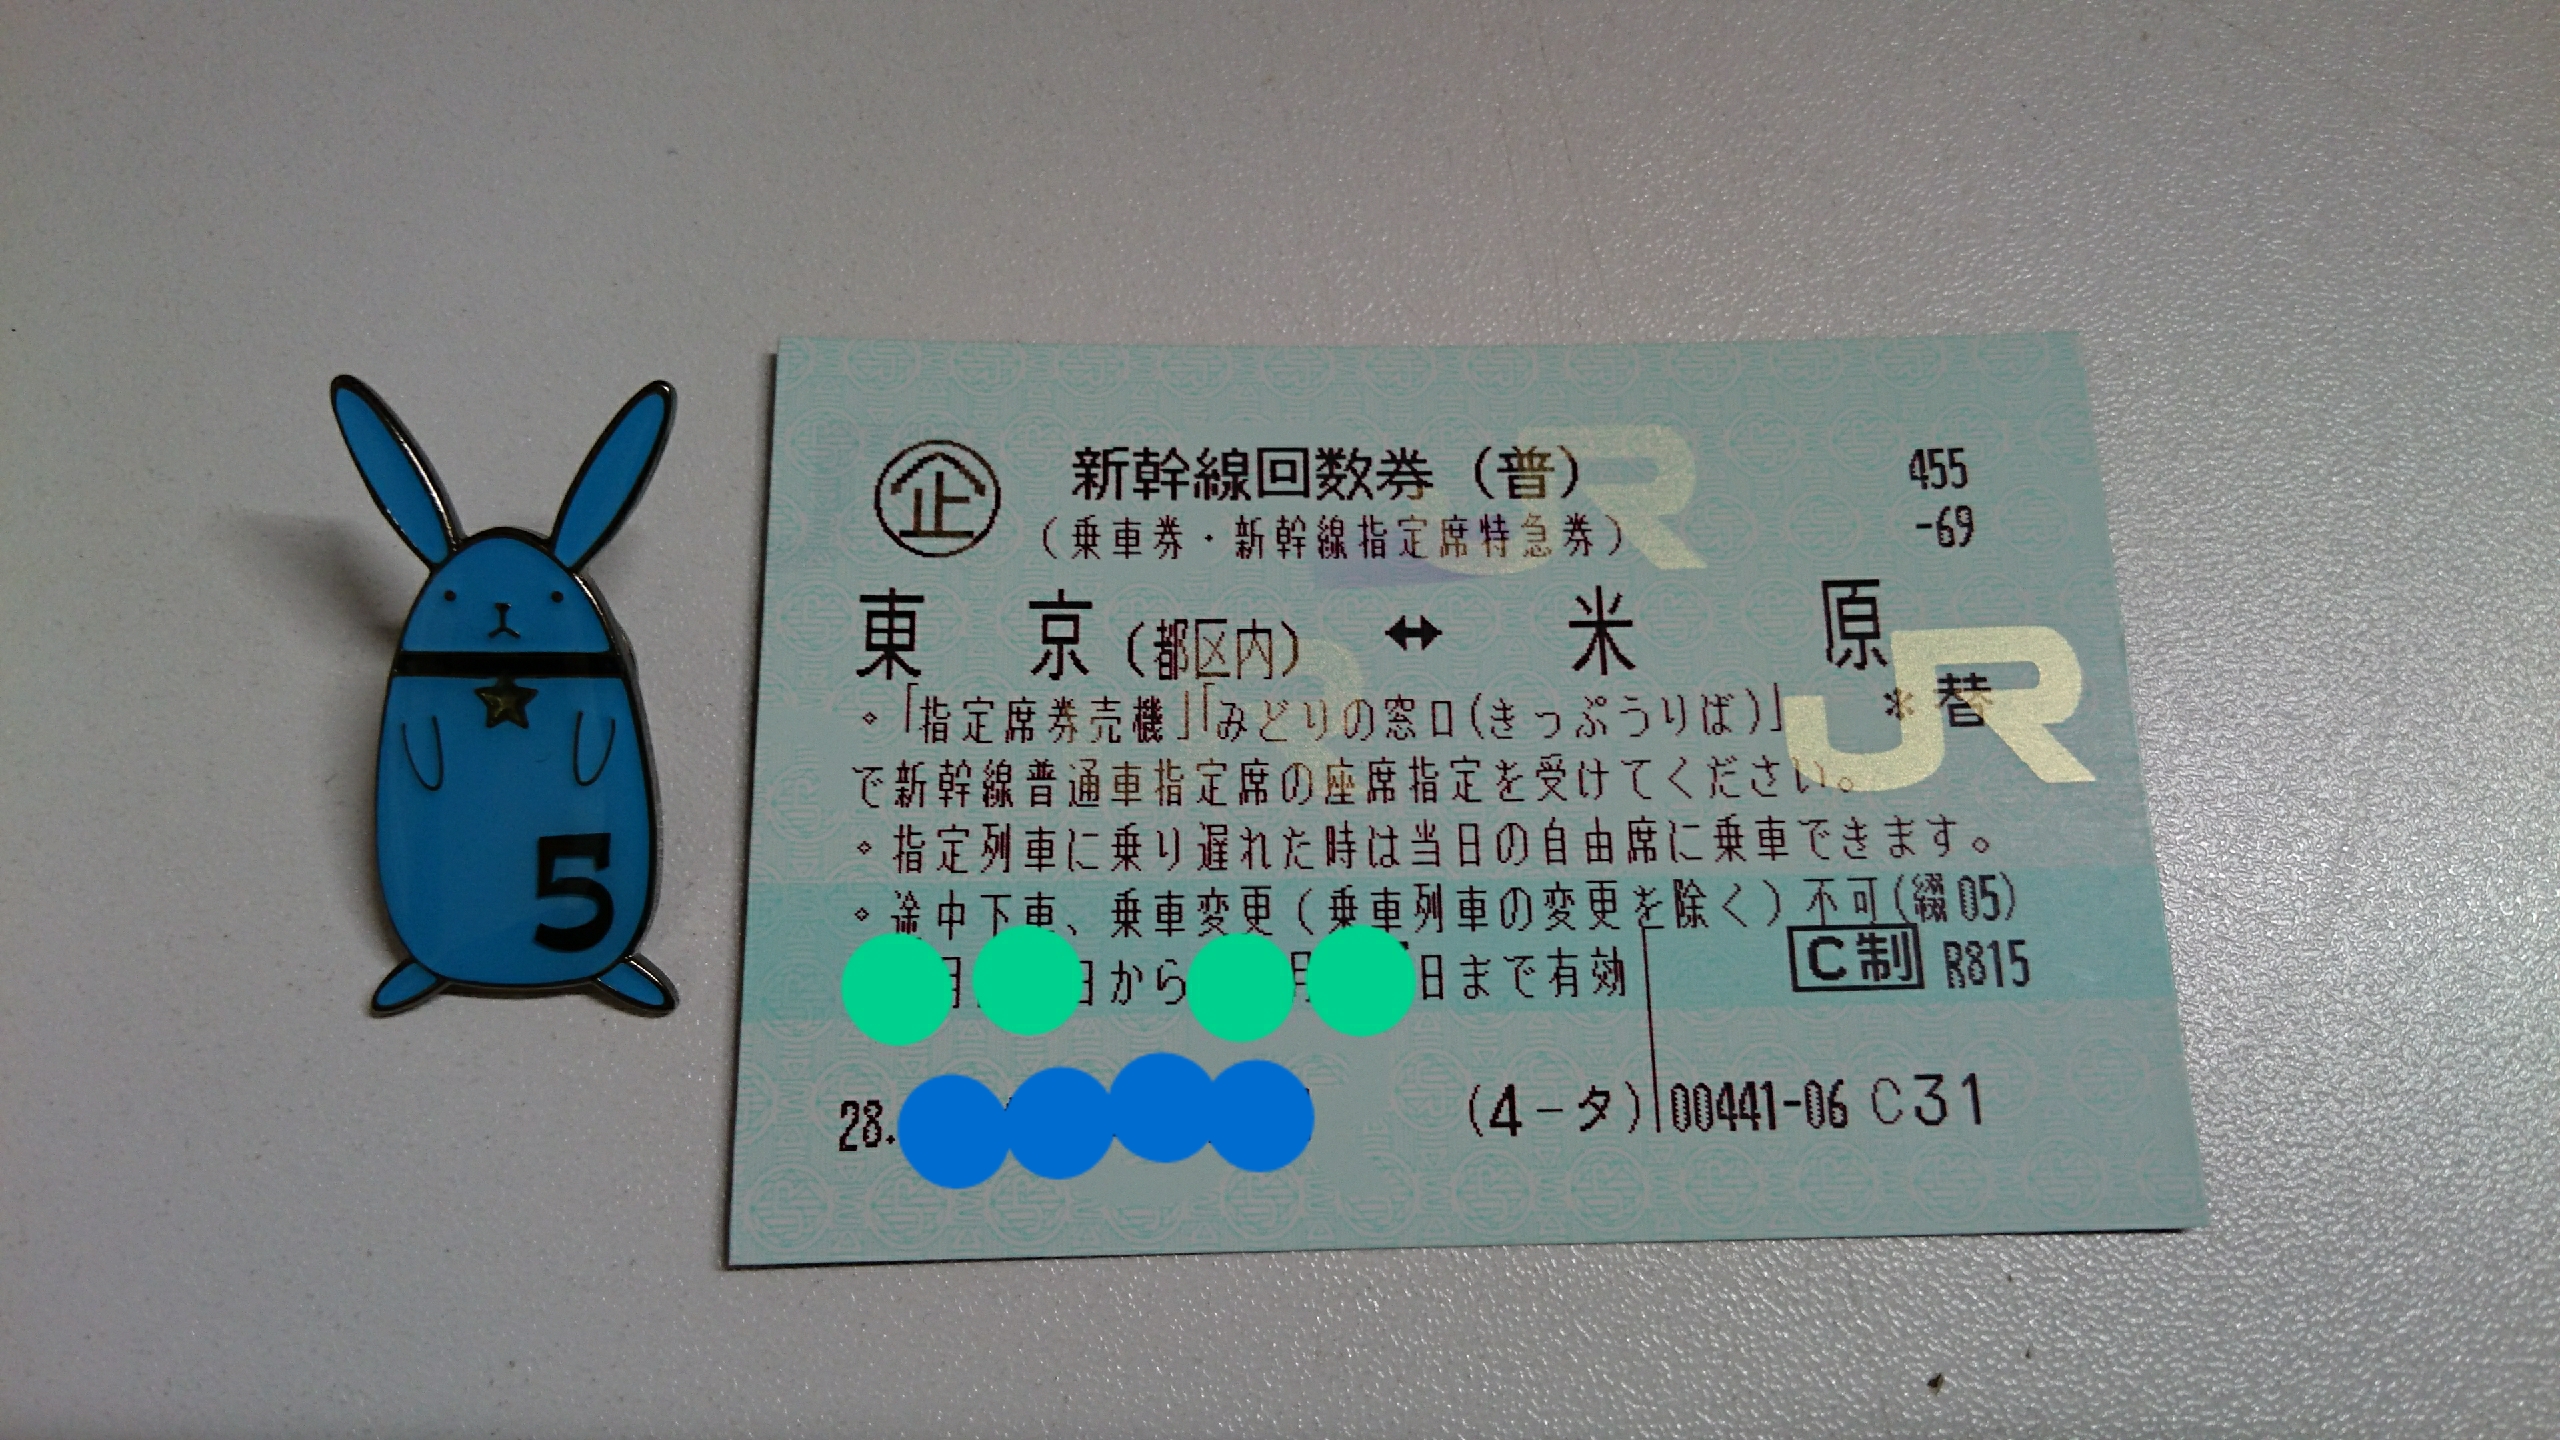 5
企 新幹線回数券(普) 455
(乗車券・新幹線指定席特急券) -69
東京(都区内) ↔ 米原
*替
◦「指定席券売機」「みどりの窓口(きっぷうりば)」
で新幹線普通車指定席の座席指定を受けてください。
◦指定列車に乗り遅れた時は当日の自由席に乗車できます。
◦途中下車、乗車変更(乗車列車の変更を除く)不可(綴05)
月 日から 月 日まで有効 C制 R815
28. (4-タ) 00441-06 C31
JR
JR